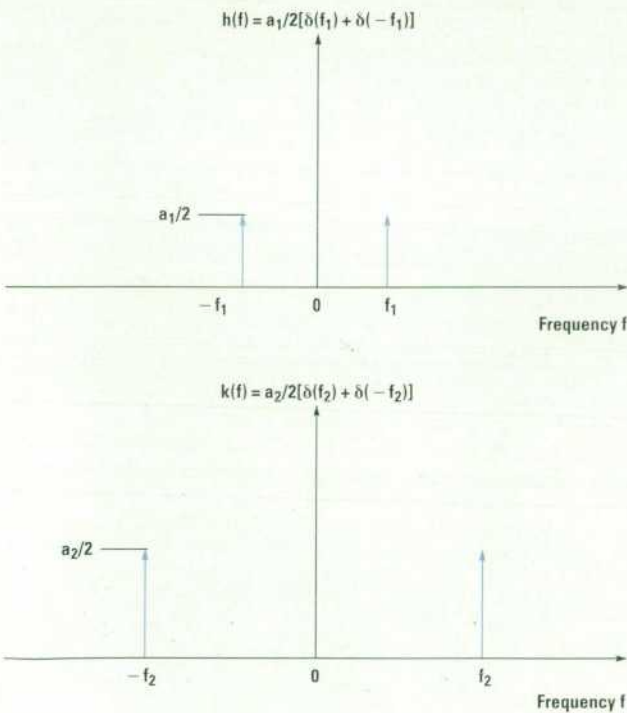 h(f) = a₁/2[δ(f₁) + δ(−f₁)]
a₁/2
−f₁ 0 f₁
Frequency f
k(f) = a₂/2[δ(f₂) + δ(−f₂)]
a₂/2
−f₂ 0 f₂
Frequency f